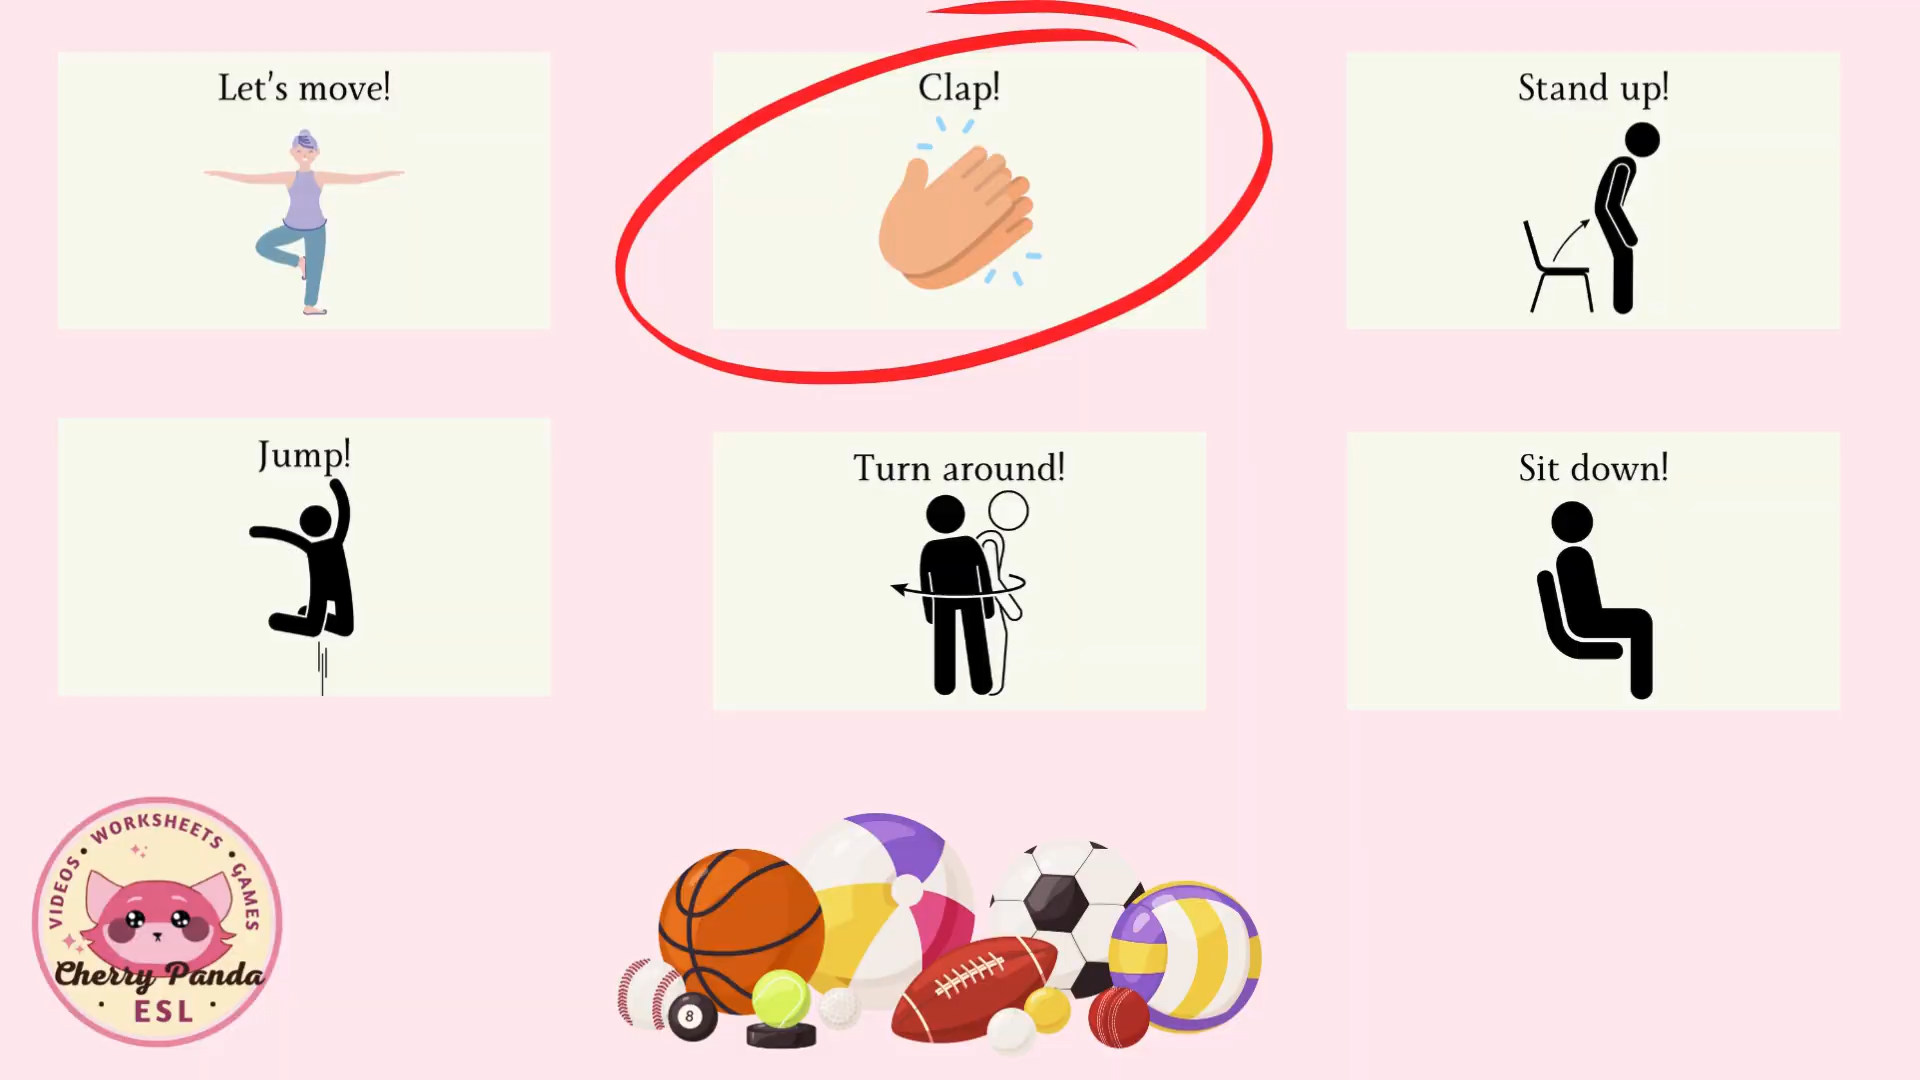 Let's move!
Clap!
Stand up!
Jump!
Turn around!
Sit down!
VIDEOS • WORKSHEETS • GAMES
Cherry Panda
• ESL •
8